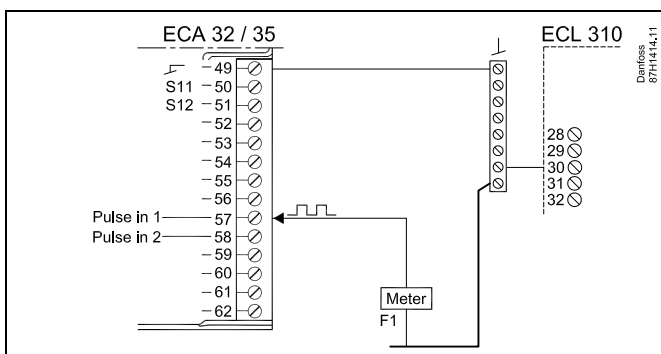 ECA 32 / 35
ECL 310
Danfoss
87H1414.11
49
S11 50
S12 51
52
53
54
55
56
Pulse in 1 57
Pulse in 2 58
59
60
61
62
28
29
30
31
32
Meter
F1